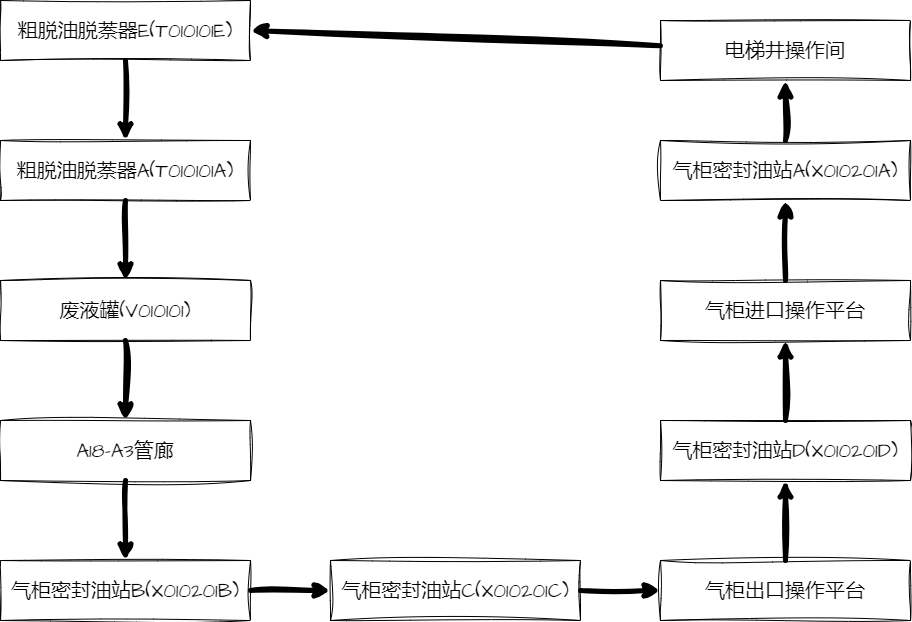 粗脱油脱萘器E(T010101E)
电梯井操作间
粗脱油脱萘器A(T010101A)
气柜密封油站A(X010201A)
废液罐(V010101)
气柜进口操作平台
A18-A3管廊
气柜密封油站D(X010201D)
气柜密封油站B(X010201B)
气柜密封油站C(X010201C)
气柜出口操作平台